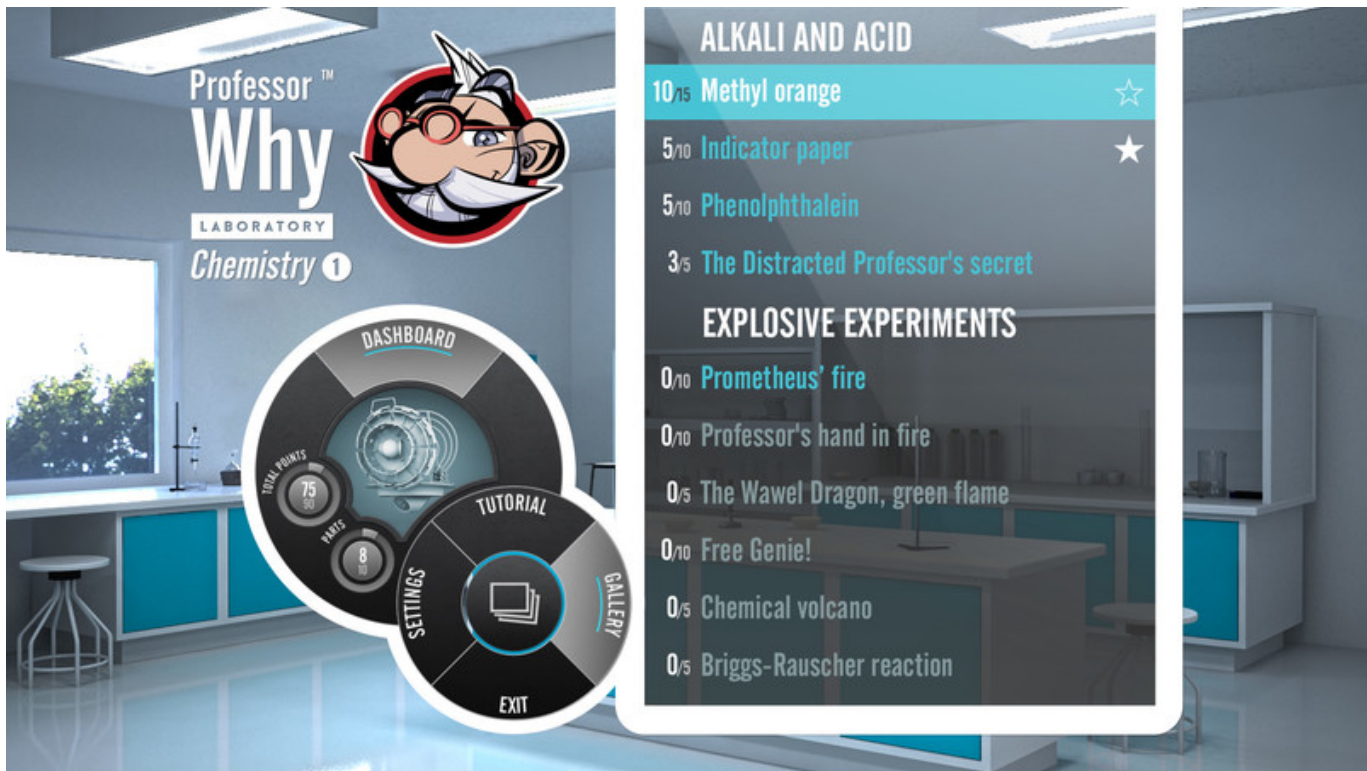 Professor ™
Why
LABORATORY
Chemistry 1
DASHBOARD
TOTAL POINTS
75
90
PARTS
8
10
TUTORIAL
SETTINGS
GALLERY
EXIT
ALKALI AND ACID
10/15 Methyl orange
5/10 Indicator paper
5/10 Phenolphthalein
3/5 The Distracted Professor's secret
EXPLOSIVE EXPERIMENTS
0/10 Prometheus' fire
0/10 Professor's hand in fire
0/5 The Wawel Dragon, green flame
0/10 Free Genie!
0/5 Chemical volcano
0/5 Briggs-Rauscher reaction